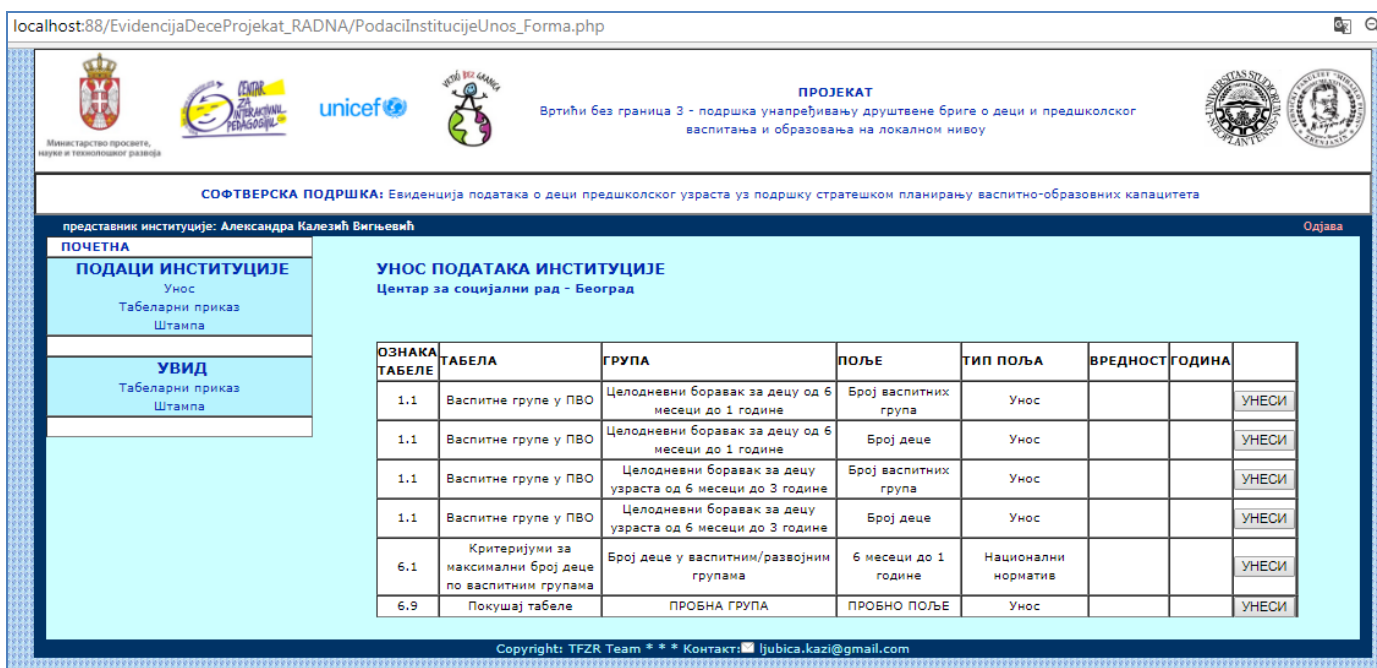 localhost:88/EvidencijaDeceProjekat_RADNA/PodaciInstitucijeUnos_Forma.php
Министарство просвете,
науке и технолошког развоја
CENTAR
ZA
INTERAKTIVNU
PEDAGOGIJU
unicef
VRTIĆ BEZ GRANICA
ПРОЈЕКАТ
Вртићи без граница 3 - подршка унапређивању друштвене бриге о деци и предшколског
васпитања и образовања на локалном нивоу
СОФТВЕРСКА ПОДРШКА: Евиденција података о деци предшколског узраста уз подршку стратешком планирању васпитно-образовних капацитета
представник институције: Александра Калезић Вигњевић
Одјава
ПОЧЕТНА
ПОДАЦИ ИНСТИТУЦИЈЕ
Унос
Табеларни приказ
Штампа
УВИД
Табеларни приказ
Штампа
УНОС ПОДАТАКА ИНСТИТУЦИЈЕ
Центар за социјални рад - Београд
ОЗНАКА ТАБЕЛЕ ТАБЕЛА ГРУПА ПОЉЕ ТИП ПОЉА ВРЕДНОСТ ГОДИНА
1.1 Васпитне групе у ПВО Целодневни боравак за децу од 6 месеци до 1 године Број васпитних група Унос УНЕСИ
1.1 Васпитне групе у ПВО Целодневни боравак за децу од 6 месеци до 1 године Број деце Унос УНЕСИ
1.1 Васпитне групе у ПВО Целодневни боравак за децу узраста од 6 месеци до 3 године Број васпитних група Унос УНЕСИ
1.1 Васпитне групе у ПВО Целодневни боравак за децу узраста од 6 месеци до 3 године Број деце Унос УНЕСИ
6.1 Критеријуми за максимални број деце по васпитним групама Број деце у васпитним/развојним групама 6 месеци до 1 године Национални норматив УНЕСИ
6.9 Покушај табеле ПРОБНА ГРУПА ПРОБНО ПОЉЕ Унос УНЕСИ
Copyright: TFZR Team * * * Контакт: ljubica.kazi@gmail.com